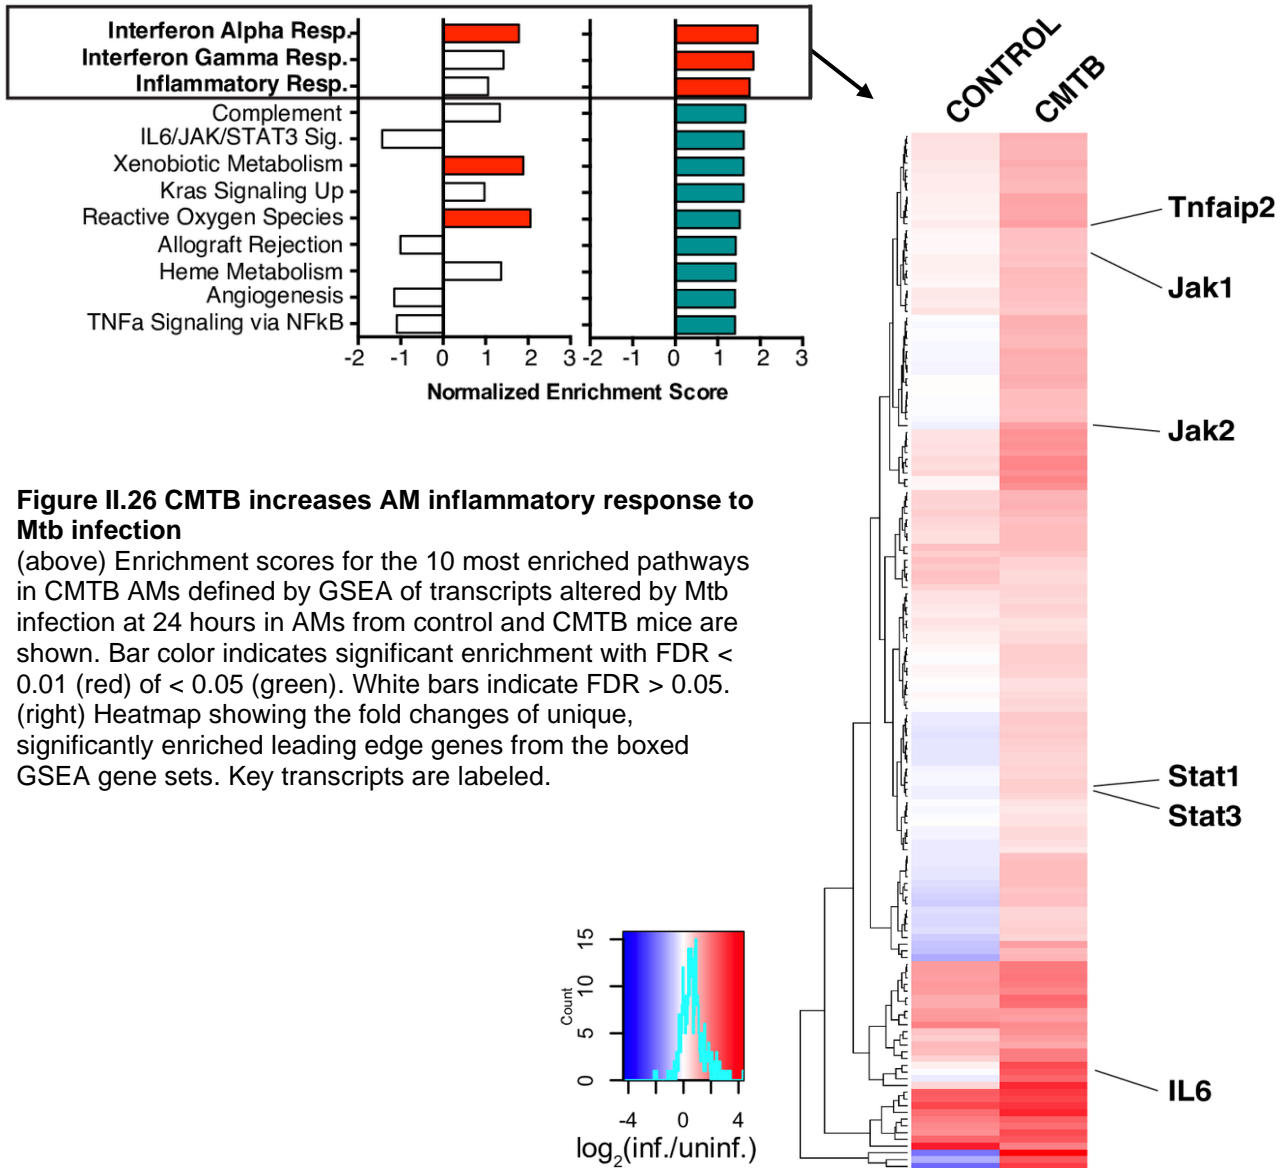 Interferon Alpha Resp.
Interferon Gamma Resp.
Inflammatory Resp.
Complement
IL6/JAK/STAT3 Sig.
Xenobiotic Metabolism
Kras Signaling Up
Reactive Oxygen Species
Allograft Rejection
Heme Metabolism
Angiogenesis
TNFa Signaling via NFkB
-2 -1 0 1 2 3 -2 -1 0 1 2 3
Normalized Enrichment Score
CONTROL
CMTB
Tnfaip2
Jak1
Jak2
Stat1
Stat3
IL6
Figure II.26 CMTB increases AM inflammatory response to
Mtb infection
(above) Enrichment scores for the 10 most enriched pathways
in CMTB AMs defined by GSEA of transcripts altered by Mtb
infection at 24 hours in AMs from control and CMTB mice are
shown. Bar color indicates significant enrichment with FDR <
0.01 (red) of < 0.05 (green). White bars indicate FDR > 0.05.
(right) Heatmap showing the fold changes of unique,
significantly enriched leading edge genes from the boxed
GSEA gene sets. Key transcripts are labeled.
Count
15
10
5
0
-4 0 4
log2(inf./uninf.)